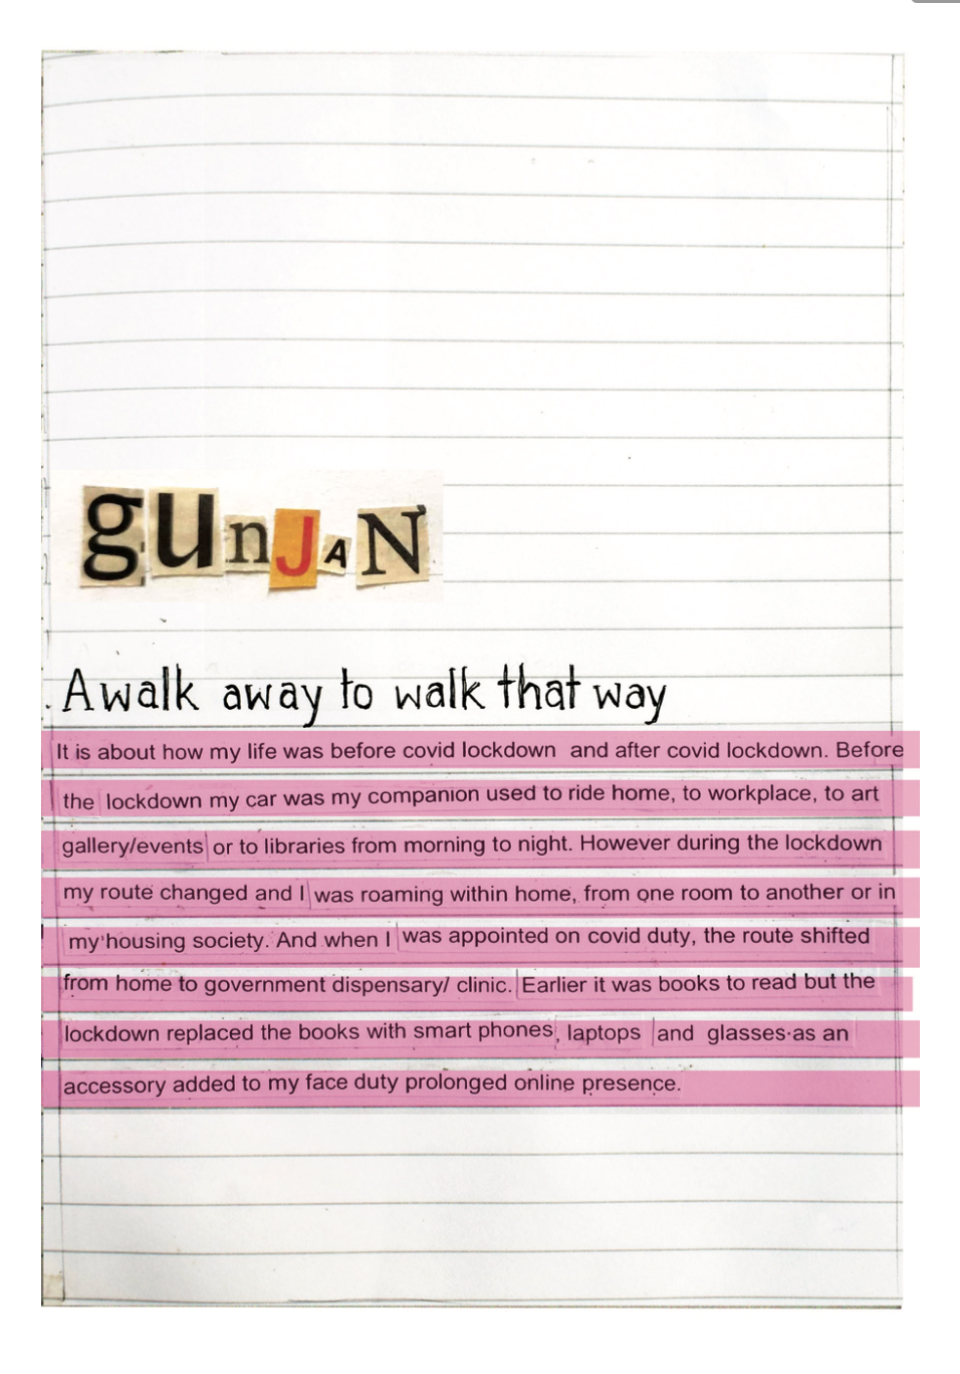 gunJAN
A walk away to walk that way
It is about how my life was before covid lockdown and after covid lockdown. Before
the lockdown my car was my companion used to ride home, to workplace, to art
gallery/events or to libraries from morning to night. However during the lockdown
my route changed and I was roaming within home, from one room to another or in
my housing society. And when I was appointed on covid duty, the route shifted
from home to government dispensary/ clinic. Earlier it was books to read but the
lockdown replaced the books with smart phones, laptops and glasses as an
accessory added to my face duty prolonged online presence.